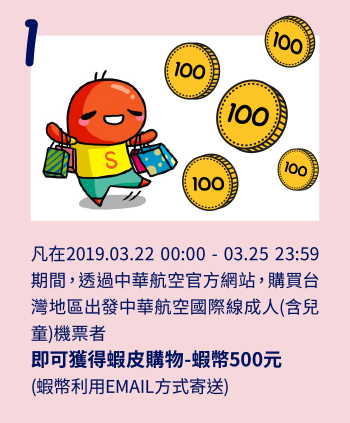 1
100
100
100
100
100
S
凡在2019.03.22 00:00 - 03.25 23:59
期間，透過中華航空官方網站，購買台
灣地區出發中華航空國際線成人(含兒
童)機票者
即可獲得蝦皮購物-蝦幣500元
(蝦幣利用EMAIL方式寄送)